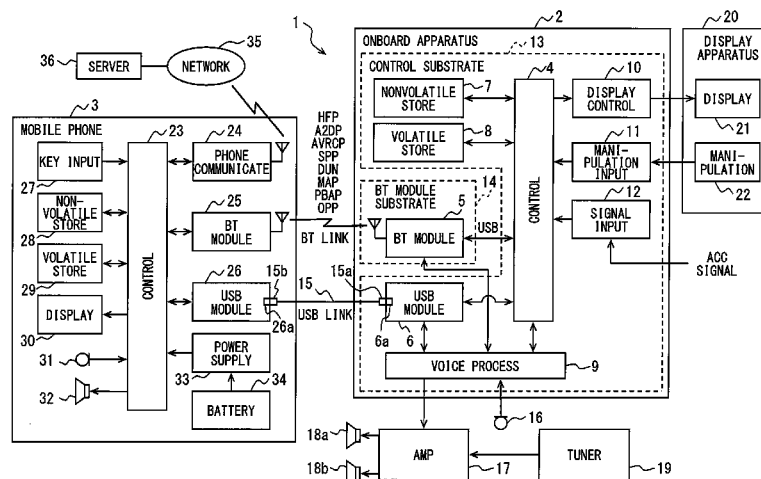 1
2
20
35
13
36
SERVER
NETWORK
ONBOARD APPARATUS
DISPLAY
APPARATUS
CONTROL SUBSTRATE
4
10
7
NONVOLATILE
STORE
DISPLAY
CONTROL
DISPLAY
21
8
VOLATILE
STORE
11
MANI-
PULATION
INPUT
MANI-
PULATION
22
12
SIGNAL
INPUT
ACC
SIGNAL
CONTROL
BT MODULE
SUBSTRATE
14
5
BT MODULE
USB
HFP
A2DP
AVRCP
SPP
DUN
MAP
PBAP
OPP
BT LINK
3
MOBILE PHONE
23
24
KEY INPUT
27
PHONE
COMMUNICATE
NON-
VOLATILE
STORE
28
25
BT MODULE
VOLATILE
STORE
29
CONTROL
26
15b
USB
MODULE
26a
15
USB LINK
15a
6a
USB
MODULE
6
DISPLAY
30
31
32
POWER
SUPPLY
33
34
BATTERY
VOICE PROCESS
9
16
18a
18b
AMP
17
TUNER
19